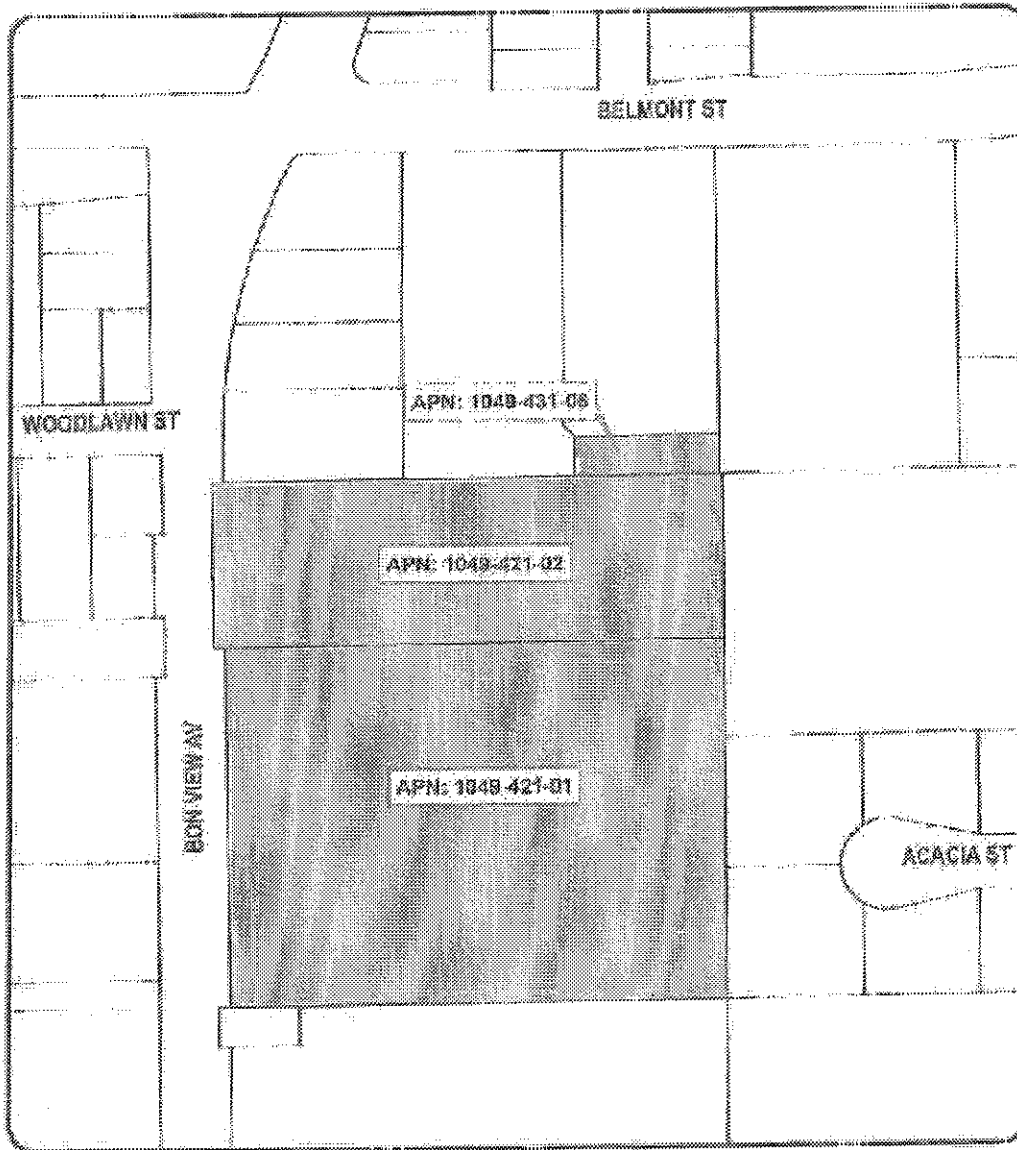 BELMONT ST
APN: 1049-431-06
WOODLAWN ST
APN: 1049-421-02
BON VIEW AV
APN: 1049-421-01
ACACIA ST